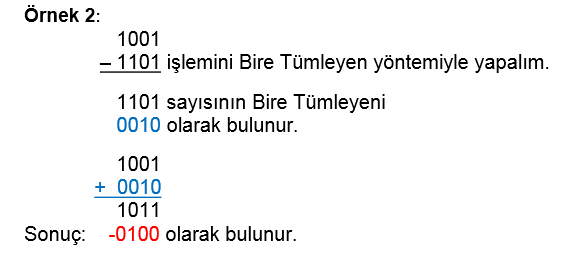 Örnek 2:
1001
– 1101 işlemini Bire Tümleyen yöntemiyle yapalım.
1101 sayısının Bire Tümleyeni
0010 olarak bulunur.
1001
+ 0010
1011
Sonuç: -0100 olarak bulunur.